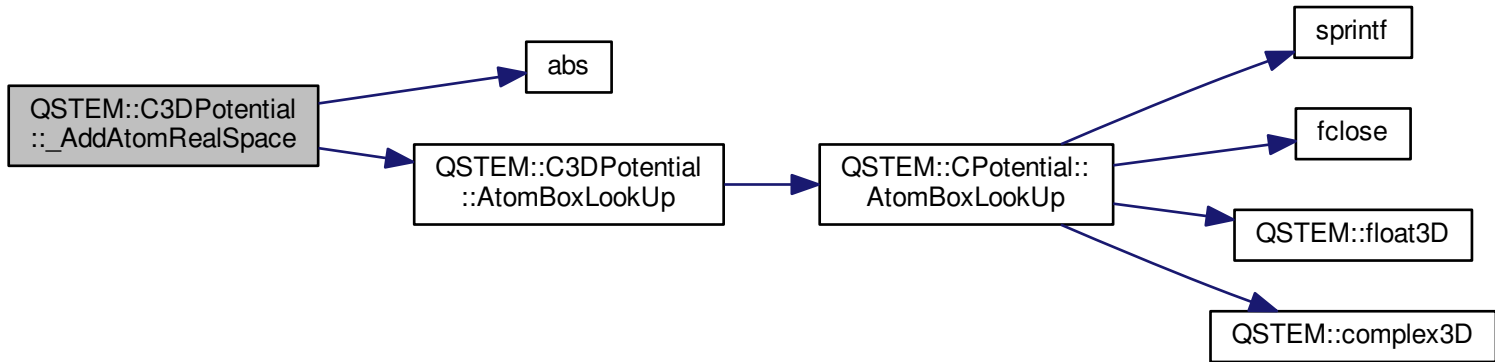 QSTEM::C3DPotential
::_AddAtomRealSpace
abs
QSTEM::C3DPotential
::AtomBoxLookUp
QSTEM::CPotential::
AtomBoxLookUp
sprintf
fclose
QSTEM::float3D
QSTEM::complex3D